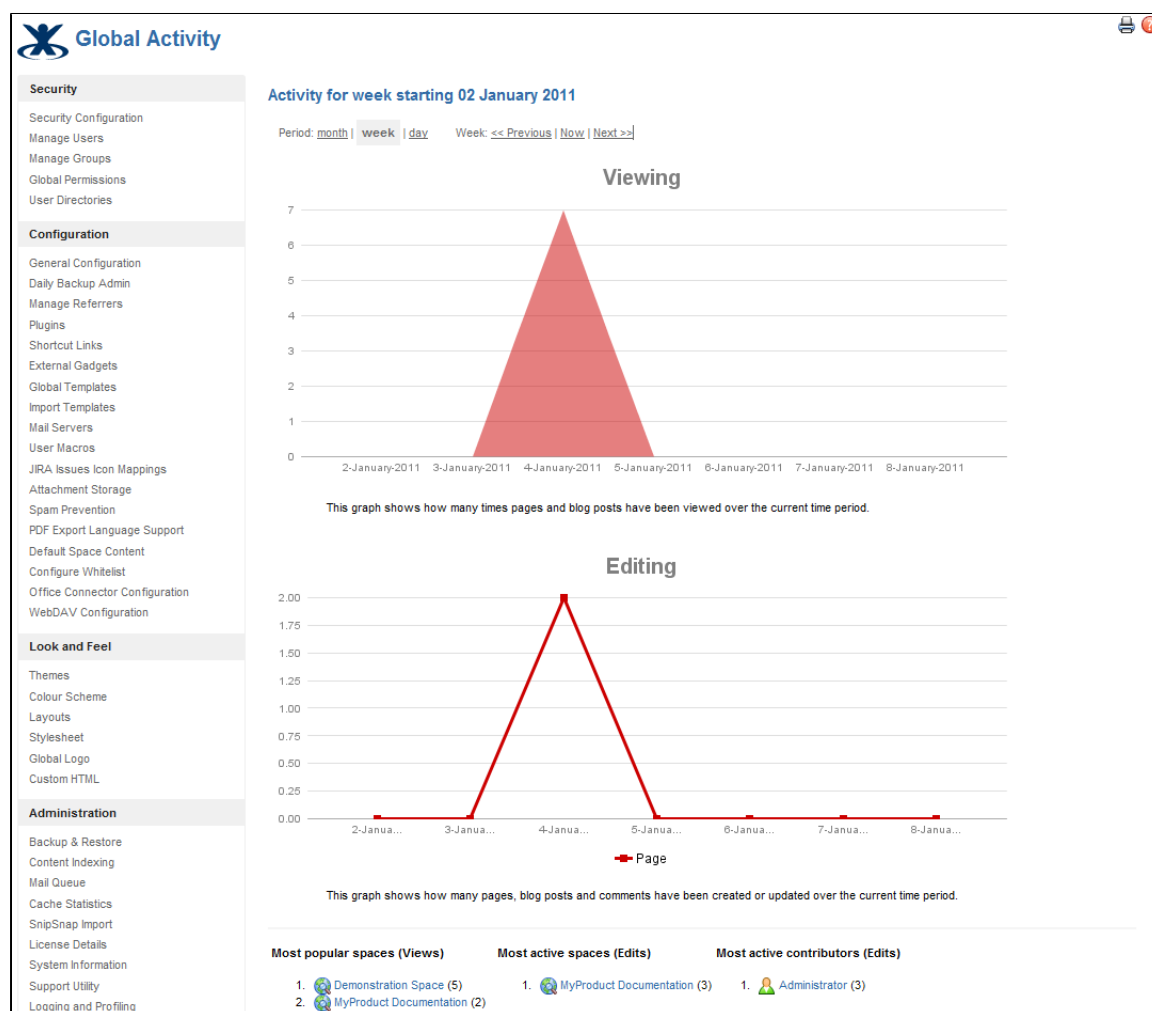 Global Activity
Security
Security Configuration
Manage Users
Manage Groups
Global Permissions
User Directories
Configuration
General Configuration
Daily Backup Admin
Manage Referrers
Plugins
Shortcut Links
External Gadgets
Global Templates
Import Templates
Mail Servers
User Macros
JIRA Issues Icon Mappings
Attachment Storage
Spam Prevention
PDF Export Language Support
Default Space Content
Configure Whitelist
Office Connector Configuration
WebDAV Configuration
Look and Feel
Themes
Colour Scheme
Layouts
Stylesheet
Global Logo
Custom HTML
Administration
Backup & Restore
Content Indexing
Mail Queue
Cache Statistics
SnipSnap Import
License Details
System Information
Support Utility
Logging and Profiling
Activity for week starting 02 January 2011
Period: month | week | day Week: << Previous | Now | Next >>
Viewing
7
6
5
4
3
2
1
0
2-January-2011 3-January-2011 4-January-2011 5-January-2011 6-January-2011 7-January-2011 8-January-2011
This graph shows how many times pages and blog posts have been viewed over the current time period.
Editing
2.00
1.75
1.50
1.25
1.00
0.75
0.50
0.25
0.00
2-Janua... 3-Janua... 4-Janua... 5-Janua... 6-Janua... 7-Janua... 8-Janua...
Page
This graph shows how many pages, blog posts and comments have been created or updated over the current time period.
Most popular spaces (Views) Most active spaces (Edits) Most active contributors (Edits)
1. Demonstration Space (5) 1. MyProduct Documentation (3) 1. Administrator (3)
2. MyProduct Documentation (2)